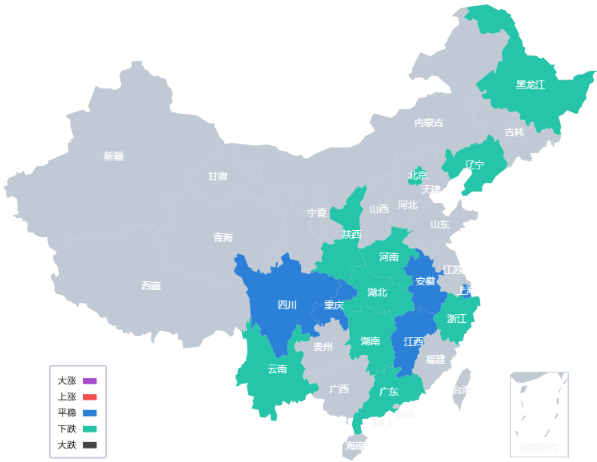 黑龙江
内蒙古
吉林
新疆
辽宁
甘肃
北京
天津
宁夏
山西
河北
山东
青海
陕西
河南
江苏
西藏
安徽
上海
四川
重庆
湖北
浙江
湖南
江西
贵州
福建
云南
广西
广东
台湾
海南
大涨
上涨
平稳
下跌
大跌